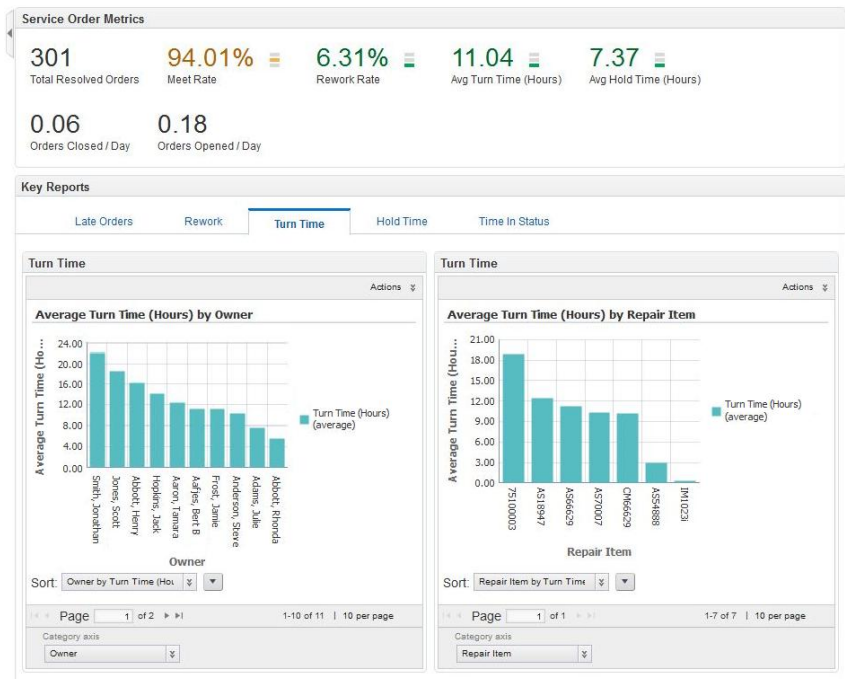 Service Order Metrics
301 94.01% 6.31% 11.04 7.37
Total Resolved Orders Meet Rate Rework Rate Avg Turn Time (Hours) Avg Hold Time (Hours)
0.06 0.18
Orders Closed / Day Orders Opened / Day
Key Reports
Late Orders Rework Turn Time Hold Time Time In Status
Turn Time
Actions
Average Turn Time (Hours) by Owner
Average Turn Time (Ho...
24.00
20.00
16.00
12.00
8.00
4.00
0.00
Smith, Jonathan
Jones, Scott
Abbott, Henry
Hopkins, Jack
Aaron, Tamara
Aafjes, Bert B
Frost, Jamie
Anderson, Steve
Adams, Julie
Abbott, Rhonda
Turn Time (Hours)
(average)
Owner
Sort: Owner by Turn Time (Hou
Page 1 of 2 1-10 of 11 | 10 per page
Category axis
Owner
Turn Time
Actions
Average Turn Time (Hours) by Repair Item
Average Turn Time (Hou...
21.00
18.00
15.00
12.00
9.00
6.00
3.00
0.00
75100003
AS18947
AS66629
AS70007
CM66629
AS54888
IM1023I
Turn Time (Hours)
(average)
Repair Item
Sort: Repair Item by Turn Time
Page 1 of 1 1-7 of 7 | 10 per page
Category axis
Repair Item